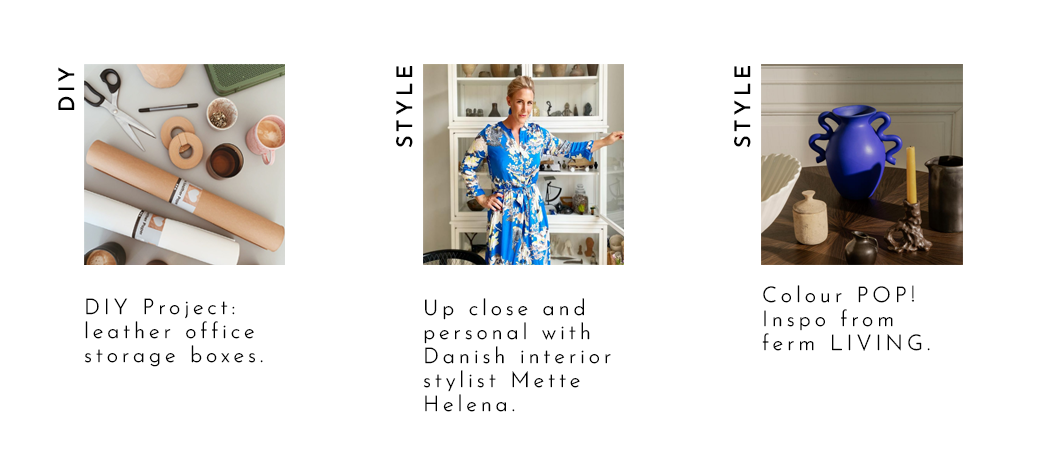 DIY
DIY Project:
leather office
storage boxes.
STYLE
Up close and
personal with
Danish interior
stylist Mette
Helena.
STYLE
Colour POP!
Inspo from
ferm LIVING.